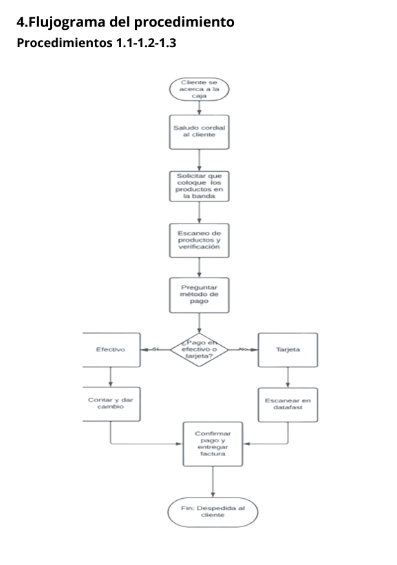 4.Flujograma del procedimiento
Procedimientos 1.1-1.2-1.3
Cliente se
acerca a la
caja
Saludo cordial
al cliente
Solicitar que
coloque los
productos en
la banda
Escaneo de
productos y
verificación
Preguntar
método de
pago
¿Pago en
efectivo o
tarjeta?
Efectivo
No
Tarjeta
Contar y dar
cambio
Escanear en
datafast
Confirmar
pago y
entregar
factura
Fin: Despedida al
cliente